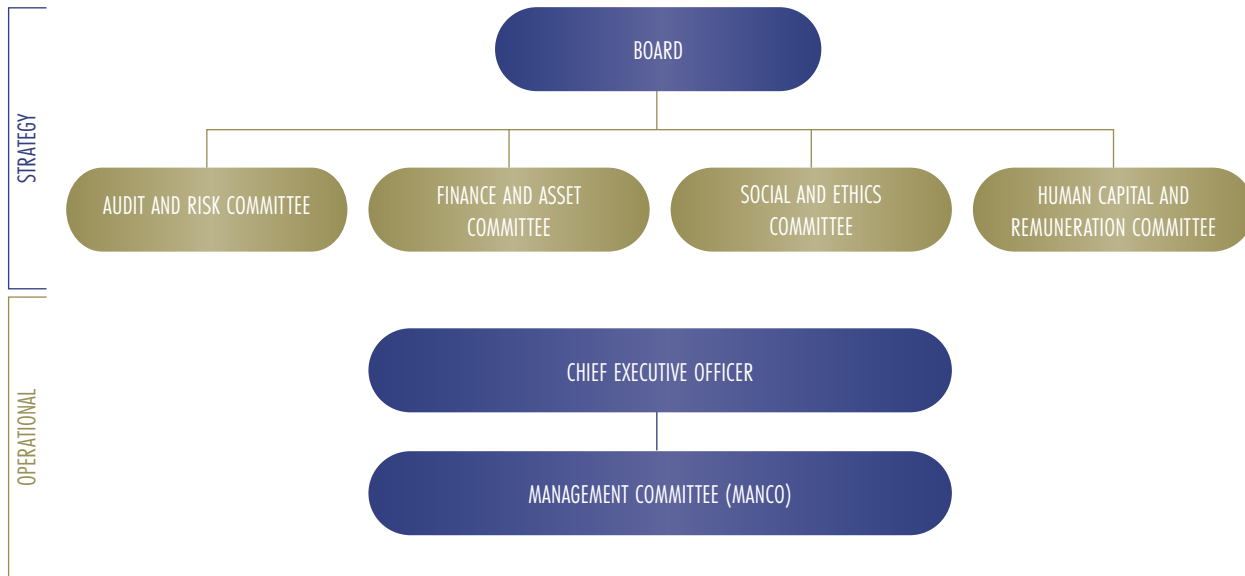 STRATEGY
BOARD
AUDIT AND RISK COMMITTEE
FINANCE AND ASSET
COMMITTEE
SOCIAL AND ETHICS
COMMITTEE
HUMAN CAPITAL AND
REMUNERATION COMMITTEE
OPERATIONAL
CHIEF EXECUTIVE OFFICER
MANAGEMENT COMMITTEE (MANCO)